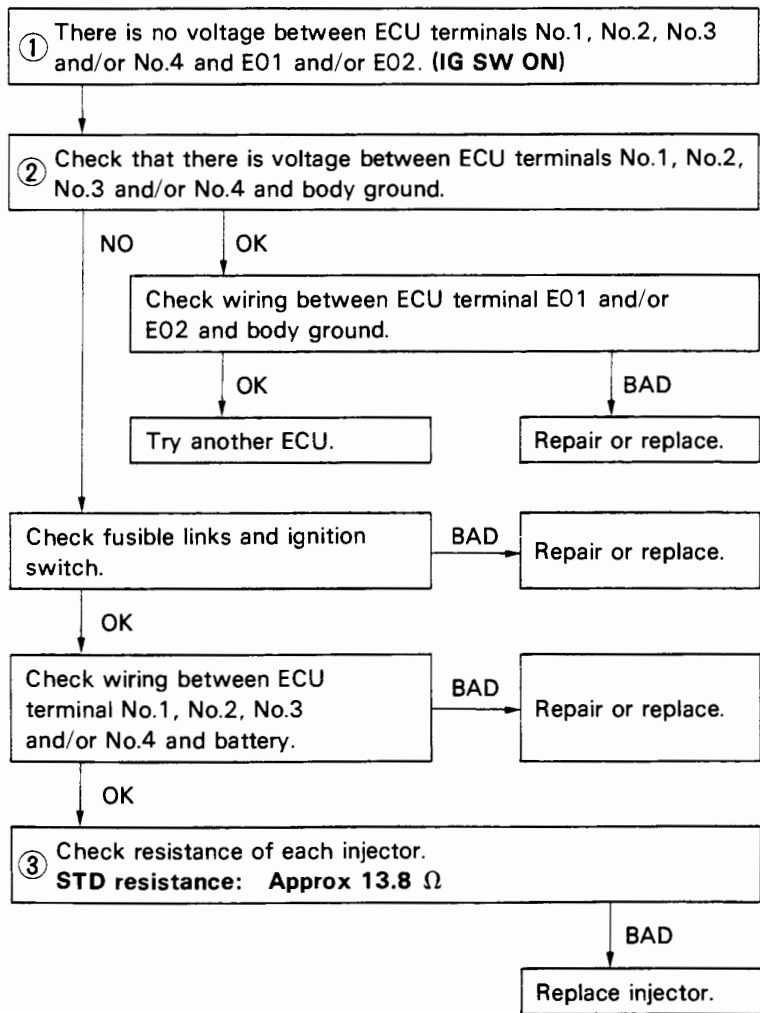 ① There is no voltage between ECU terminals No.1, No.2, No.3
and/or No.4 and E01 and/or E02. (IG SW ON)
② Check that there is voltage between ECU terminals No.1, No.2,
No.3 and/or No.4 and body ground.
NO
OK
Check wiring between ECU terminal E01 and/or
E02 and body ground.
OK
BAD
Try another ECU.
Repair or replace.
Check fusible links and ignition
switch.
BAD
Repair or replace.
OK
Check wiring between ECU
terminal No.1, No.2, No.3
and/or No.4 and battery.
BAD
Repair or replace.
OK
③ Check resistance of each injector.
STD resistance: Approx 13.8 Ω
BAD
Replace injector.